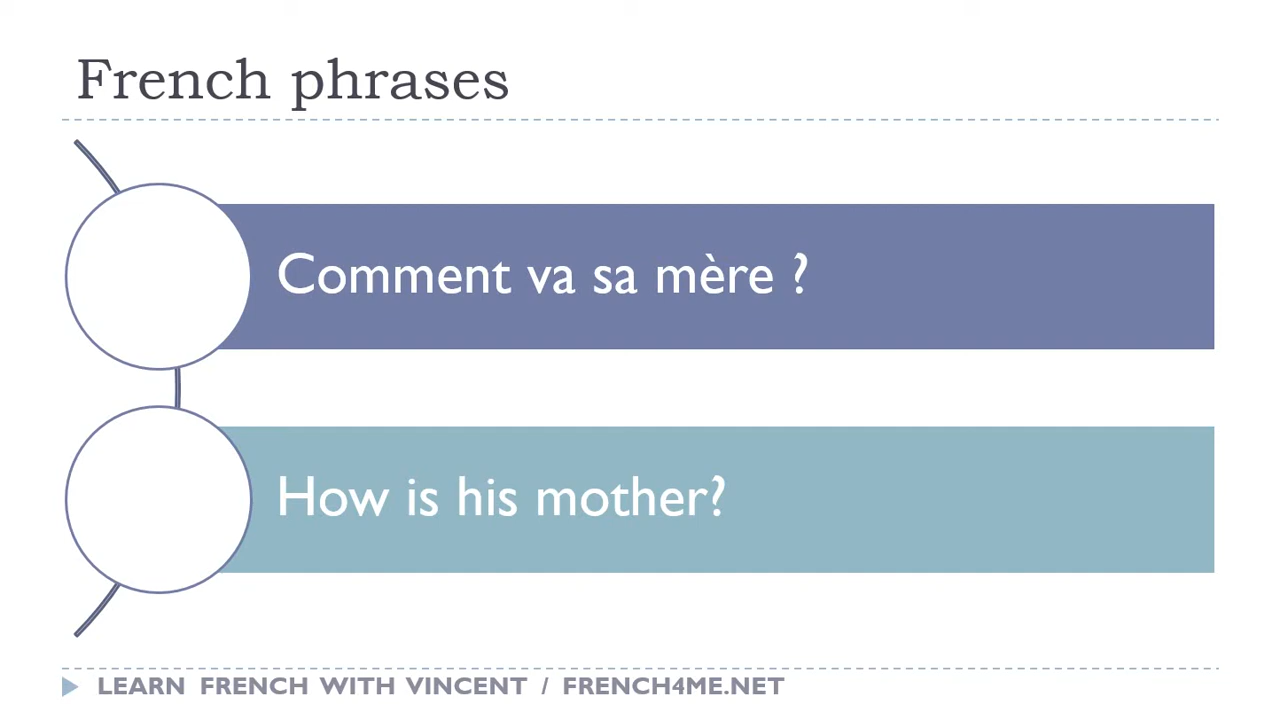 French phrases
Comment va sa mère ?
How is his mother?
LEARN FRENCH WITH VINCENT / FRENCH4ME.NET